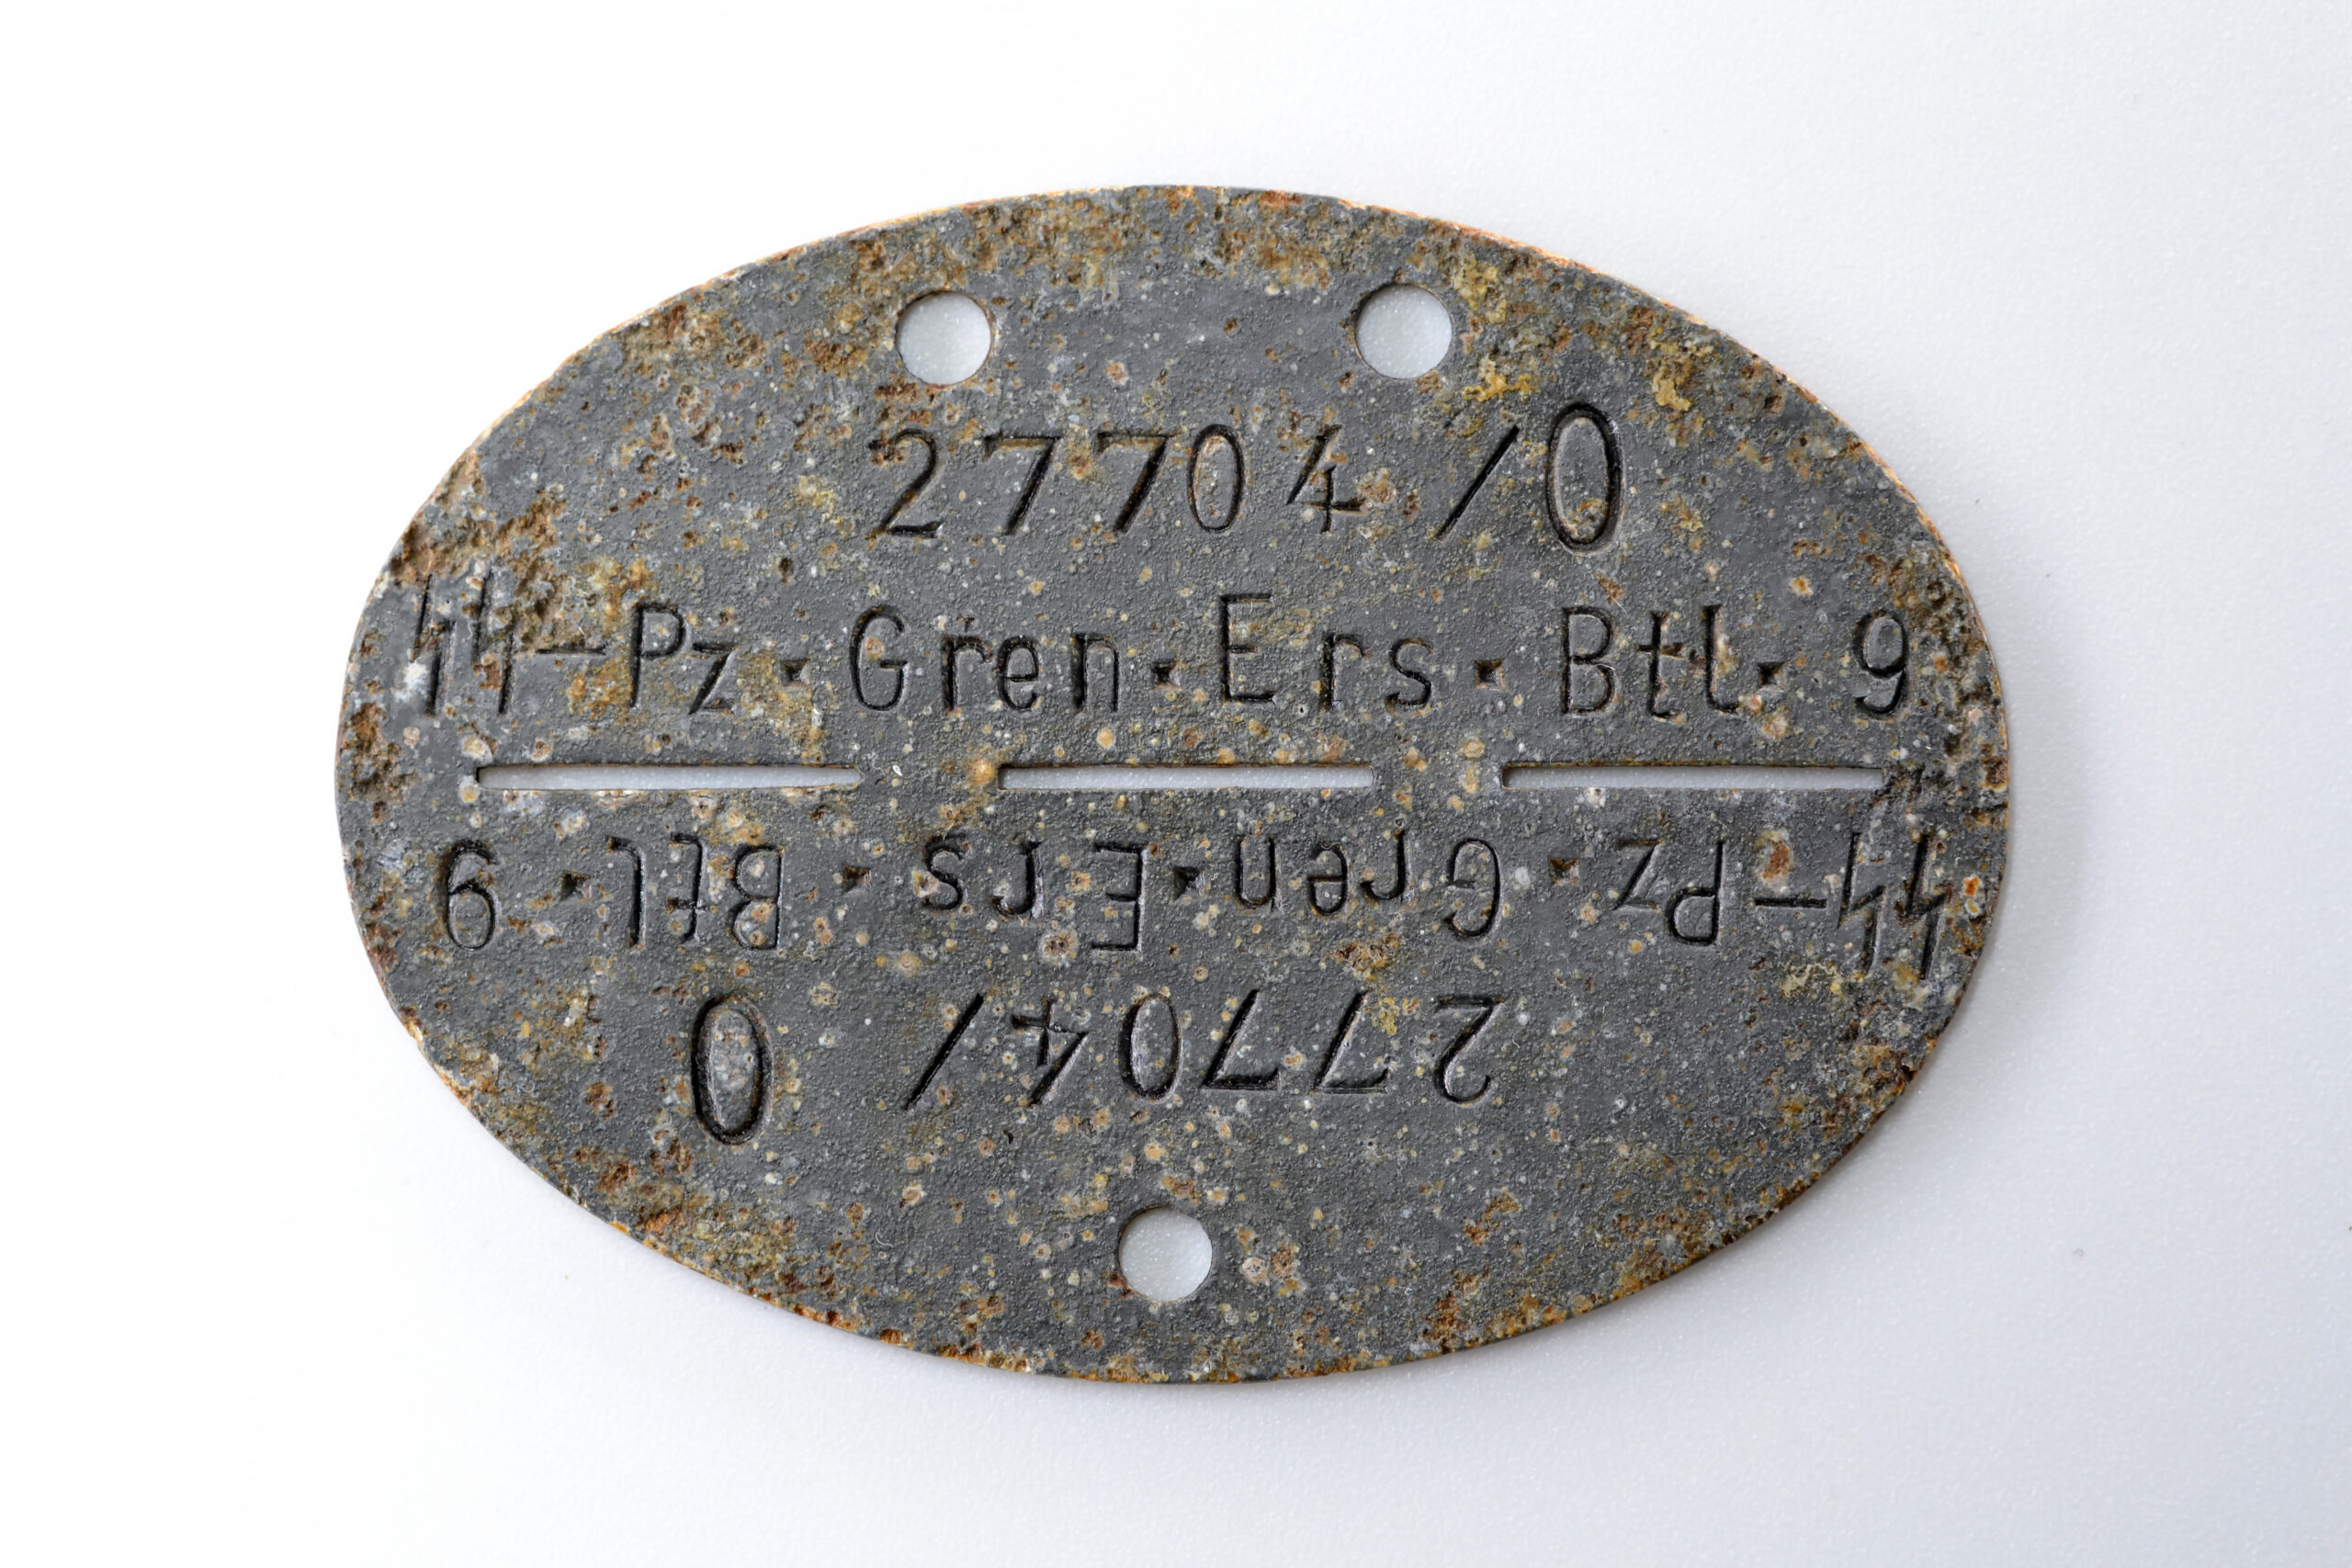 27704 /0
ᛋᛋ-Pz. Gren. Ers. Btl. 9
ᛋᛋ-Pz. Gren. Ers. Btl. 9
27704/ 0